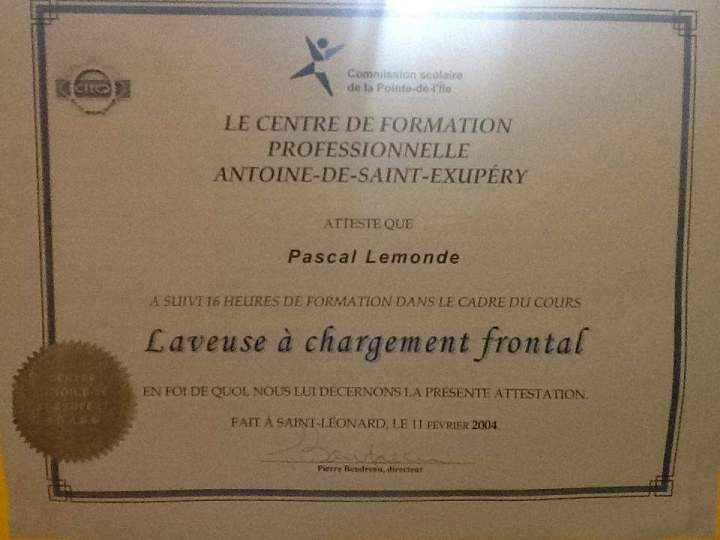 Commission scolaire
de la Pointe-de-l'Île
LE CENTRE DE FORMATION
PROFESSIONNELLE
ANTOINE-DE-SAINT-EXUPÉRY
ATTESTE QUE
Pascal Lemonde
A SUIVI 16 HEURES DE FORMATION DANS LE CADRE DU COURS
Laveuse à chargement frontal
EN FOI DE QUOI, NOUS LUI DÉCERNONS LA PRÉSENTE ATTESTATION.
FAIT À SAINT-LÉONARD, LE 11 FÉVRIER 2004.
Pierre Boudreau, directeur
CENTRE